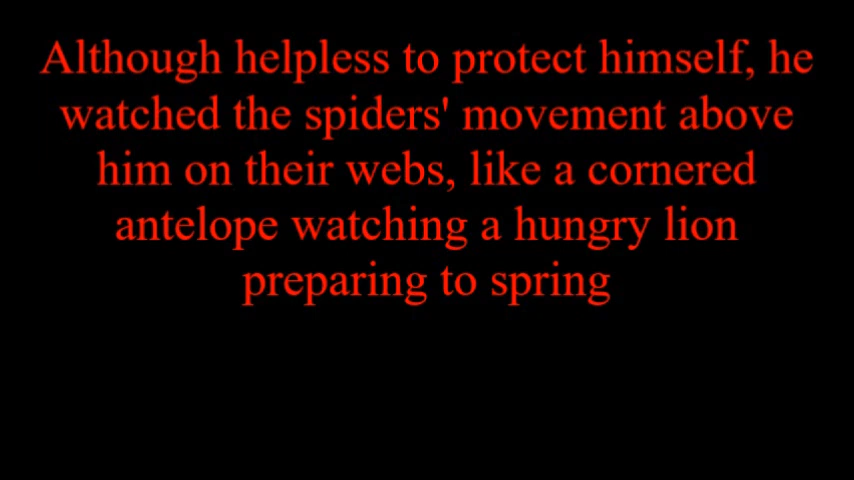 Although helpless to protect himself, he
watched the spiders' movement above
him on their webs, like a cornered
antelope watching a hungry lion
preparing to spring